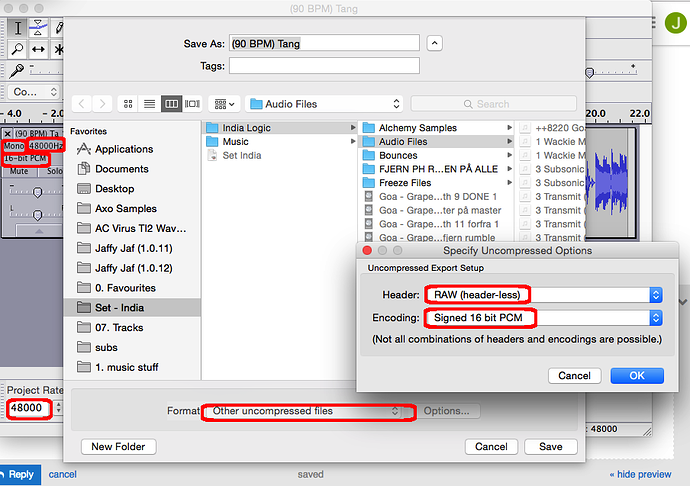 (90 BPM) Tang
Save As: (90 BPM) Tang
Tags:
J
Co...
Audio Files
Search
- 4.0
- 2.0
20.0
22.0
(90 BPM) Ta
Mono, 48000Hz
16-bit PCM
Mute Solo
- +
Favorites
Applications
Documents
Desktop
Axo Samples
AC Virus TI2 Wav...
Jaffy Jaf (1.0.11)
Jaffy Jaf (1.0.12)
0. Favourites
Set - India
07. Tracks
subs
1. music stuff
India Logic
Music
Set India
Alchemy Samples
Audio Files
Bounces
FJERN PH R...EN PÅ ALLE
Freeze Files
Goa - Grape...th 9 DONE 1
Goa - Grape...ter på master
Goa - Grape...th 11 forfra 1
Goa - Grape...fjern rumble
++8220 Goa
1 Wackie M
1 Wackie M
3 Subsonic
3 Subsonic
3 Transmit (
3 Transmit (
Specify Uncompressed Options
Uncompressed Export Setup
Header: RAW (header-less)
Encoding: Signed 16 bit PCM
(Not all combinations of headers and encodings are possible.)
Cancel OK
Project Rate
48000
Format: Other uncompressed files
Options...
: 48000
New Folder Cancel Save
Reply cancel saved « hide preview